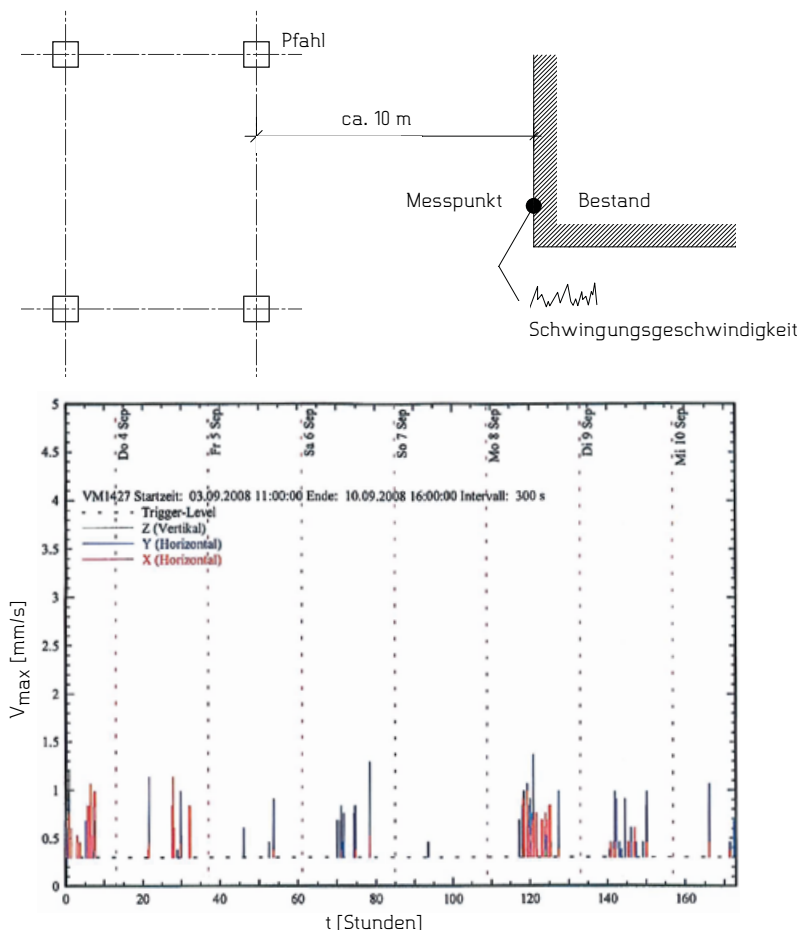 Pfahl
ca. 10 m
Messpunkt
Bestand
Schwingungsgeschwindigkeit
5
4.5
4
3.5
3
2.5
2
1.5
1
0.5
0
Do 4 Sep
Fr 5 Sep
Sa 6 Sep
So 7 Sep
Mo 8 Sep
Di 9 Sep
Mi 10 Sep
VM1427 Startzeit: 03.09.2008 11:00:00 Ende: 10.09.2008 16:00:00 Intervall: 300 s
Trigger-Level
Z (Vertikal)
Y (Horizontal)
X (Horizontal)
Vmax [mm/s]
0 20 40 60 80 100 120 140 160
t [Stunden]